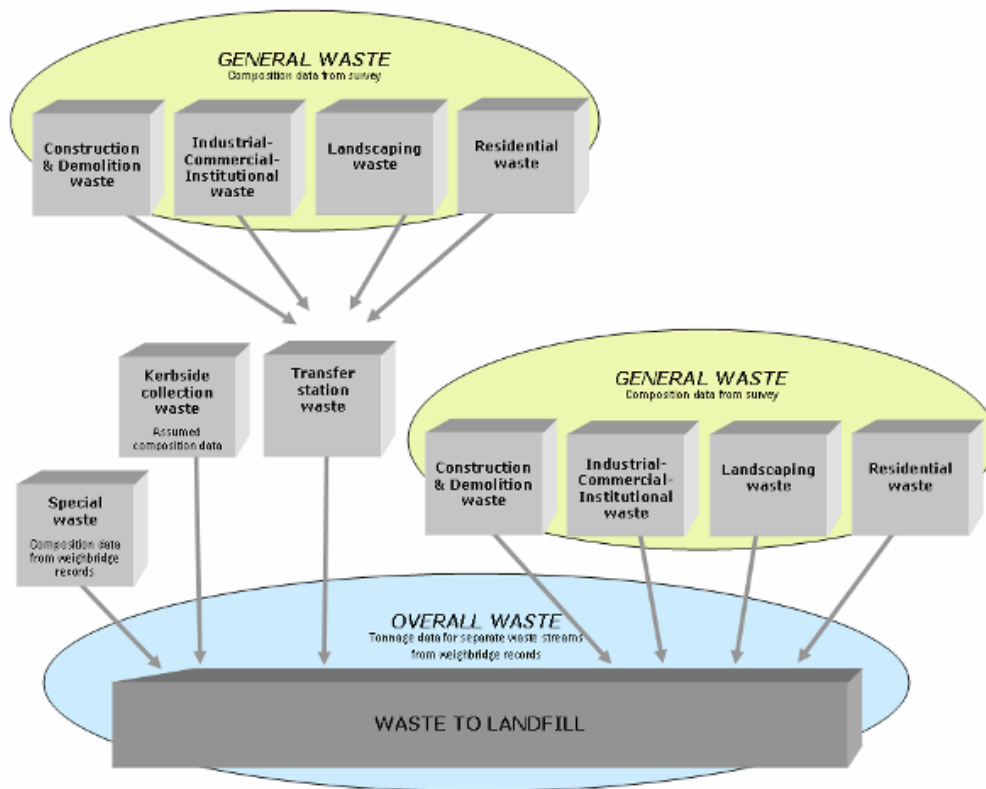 GENERAL WASTE
Composition data from survey
Construction
& Demolition
waste
Industrial-
Commercial-
Institutional
waste
Landscaping
waste
Residential
waste
Kerbside
collection
waste
Assumed
composition data
Transfer
station
waste
GENERAL WASTE
Composition data from survey
Construction
& Demolition
waste
Industrial-
Commercial-
Institutional
waste
Landscaping
waste
Residential
waste
Special
waste
Composition data
from weighbridge
records
OVERALL WASTE
Tonnage data for separate waste streams
from weighbridge records
WASTE TO LANDFILL